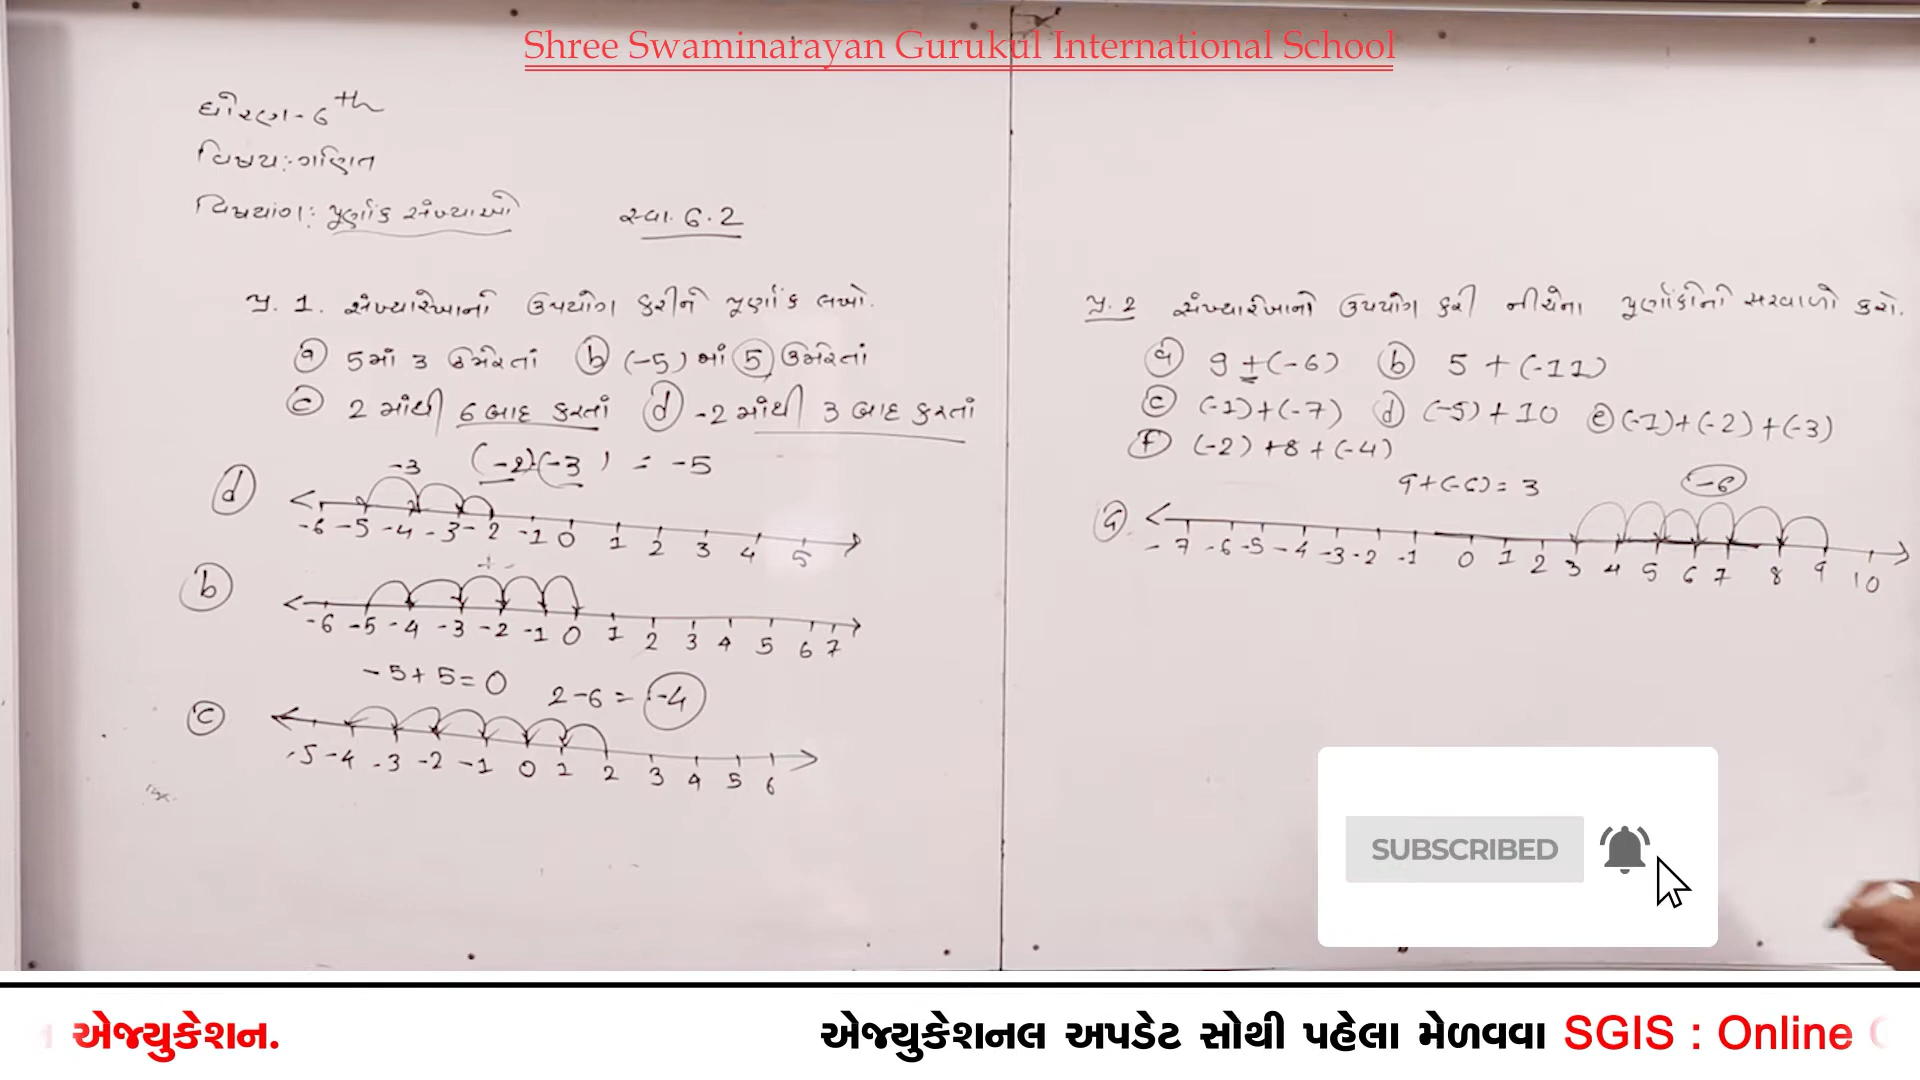 Shree Swaminarayan Gurukul International School
ધોરણ - 6th
વિષય : ગણિત
વિષયાંગ : પૂર્ણાંક સંખ્યાઓ સ્વા. 6.2
પ્ર. 1. સંખ્યારેખાનો ઉપયોગ કરીને પૂર્ણાંક લખો.
(a) 5માં 3 ઉમેરતાં (b) (-5) માં 5 ઉમેરતાં
(c) 2 માંથી 6 બાદ કરતાં (d) -2 માંથી 3 બાદ કરતાં
-3 (-2)(-3) = -5
(d)
-6 -5 -4 -3 -2 -1 0 1 2 3 4 5
(b)
-6 -5 -4 -3 -2 -1 0 1 2 3 4 5 6 7
-5 + 5 = 0 2 - 6 = -4
(c)
-5 -4 -3 -2 -1 0 1 2 3 4 5 6
પ્ર. 2 સંખ્યારેખાનો ઉપયોગ કરી નીચેના પૂર્ણાંકોનો સરવાળો કરો.
(a) 9 + (-6) (b) 5 + (-11)
(c) (-1) + (-7) (d) (-5) + 10 (e) (-1) + (-2) + (-3)
(f) (-2) + 8 + (-4)
9 + (-6) = 3 -6
(a)
-7 -6 -5 -4 -3 -2 -1 0 1 2 3 4 5 6 7 8 9 10
SUBSCRIBED
એજ્યુકેશન. એજ્યુકેશનલ અપડેટ સોથી પહેલા મેળવવા SGIS : Online